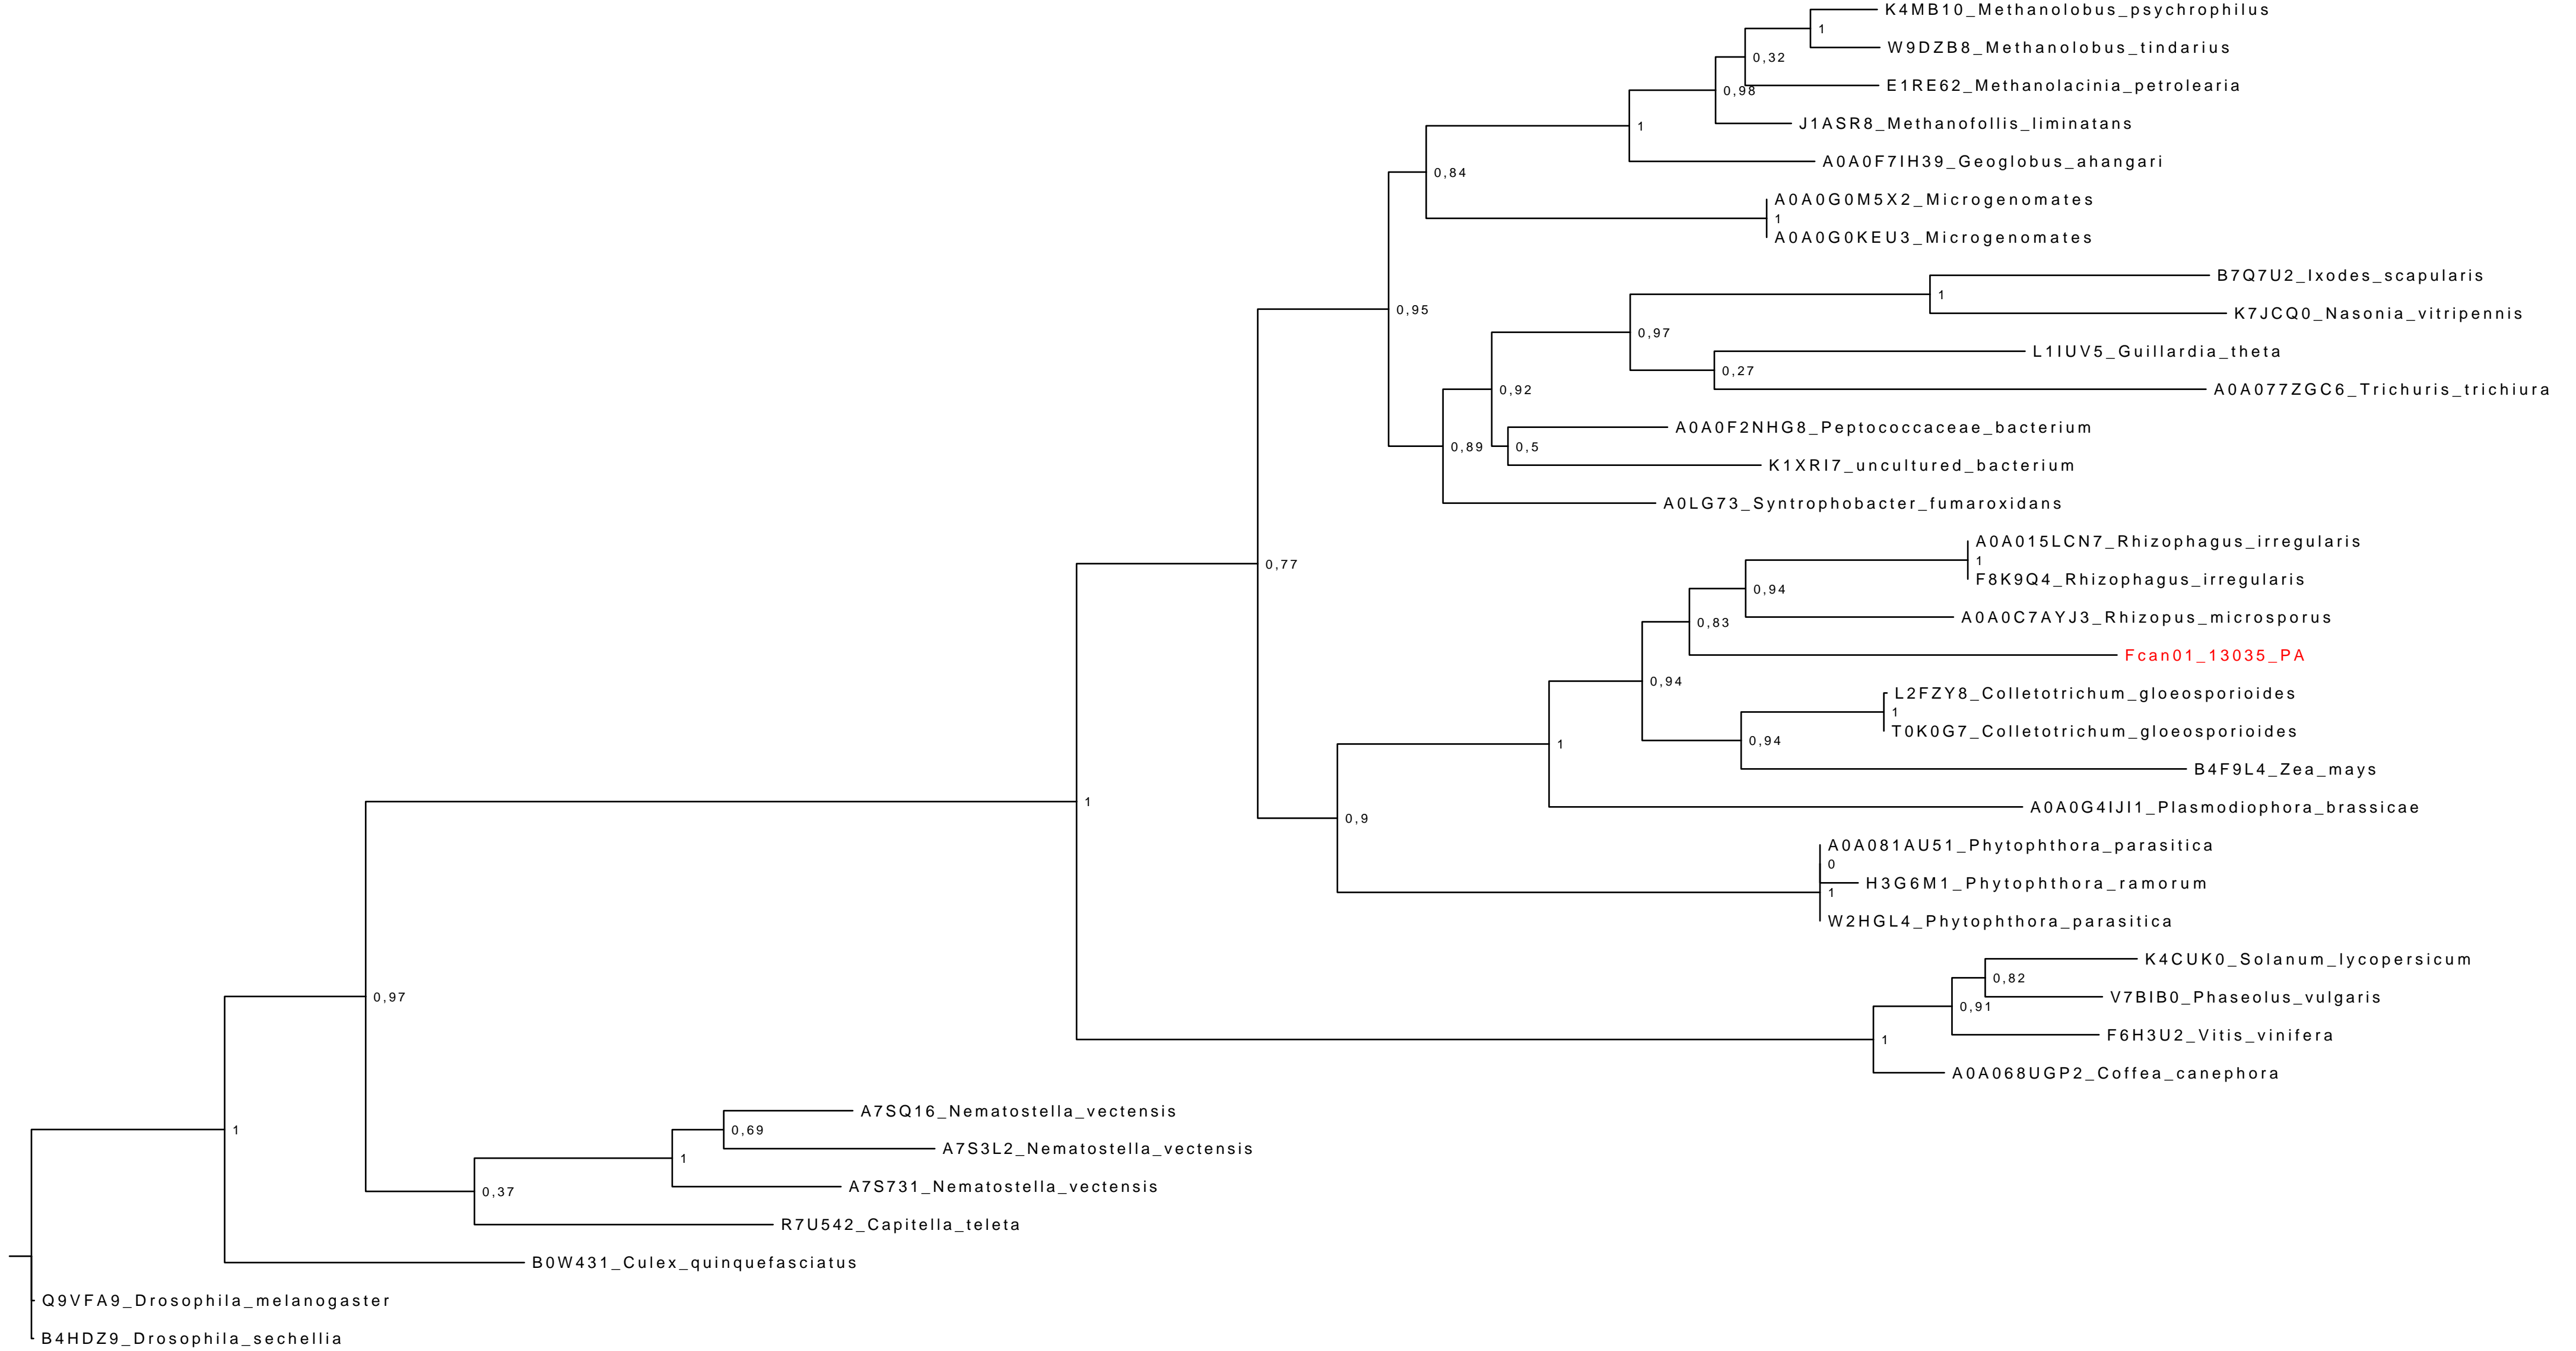 K4MB10_Methanolobus_psychrophilus
1
W9DZB8_Methanolobus_tindarius
0,32
E1RE62_Methanolacinia_petrolearia
0,98
J1ASR8_Methanofollis_liminatans
1
A0A0F7IH39_Geoglobus_ahangari
0,84
A0A0G0M5X2_Microgenomates
1
A0A0G0KEU3_Microgenomates
B7Q7U2_Ixodes_scapularis
1
0,95
K7JCQ0_Nasonia_vitripennis
0,97
L1IUV5_Guillardia_theta
0,27
A0A077ZGC6_Trichuris_trichiura
0,92
A0A0F2NHG8_Peptococcaceae_bacterium
0,89
0,5
K1XRI7_uncultured_bacterium
A0LG73_Syntrophobacter_fumaroxidans
A0A015LCN7_Rhizophagus_irregularis
1
0,77
F8K9Q4_Rhizophagus_irregularis
0,94
A0A0C7AYJ3_Rhizopus_microsporus
0,83
Fcan01_13035_PA
0,94
L2FZY8_Colletotrichum_gloeosporioides
1
T0K0G7_Colletotrichum_gloeosporioides
0,94
1
B4F9L4_Zea_mays
1
A0A0G4IJI1_Plasmodiophora_brassicae
0,9
A0A081AU51_Phytophthora_parasitica
0
H3G6M1_Phytophthora_ramorum
1
W2HGL4_Phytophthora_parasitica
K4CUK0_Solanum_lycopersicum
0,82
0,97
V7BIB0_Phaseolus_vulgaris
0,91
F6H3U2_Vitis_vinifera
1
A0A068UGP2_Coffea_canephora
A7SQ16_Nematostella_vectensis
1
0,69
A7S3L2_Nematostella_vectensis
1
A7S731_Nematostella_vectensis
0,37
R7U542_Capitella_teleta
B0W431_Culex_quinquefasciatus
Q9VFA9_Drosophila_melanogaster
B4HDZ9_Drosophila_sechellia